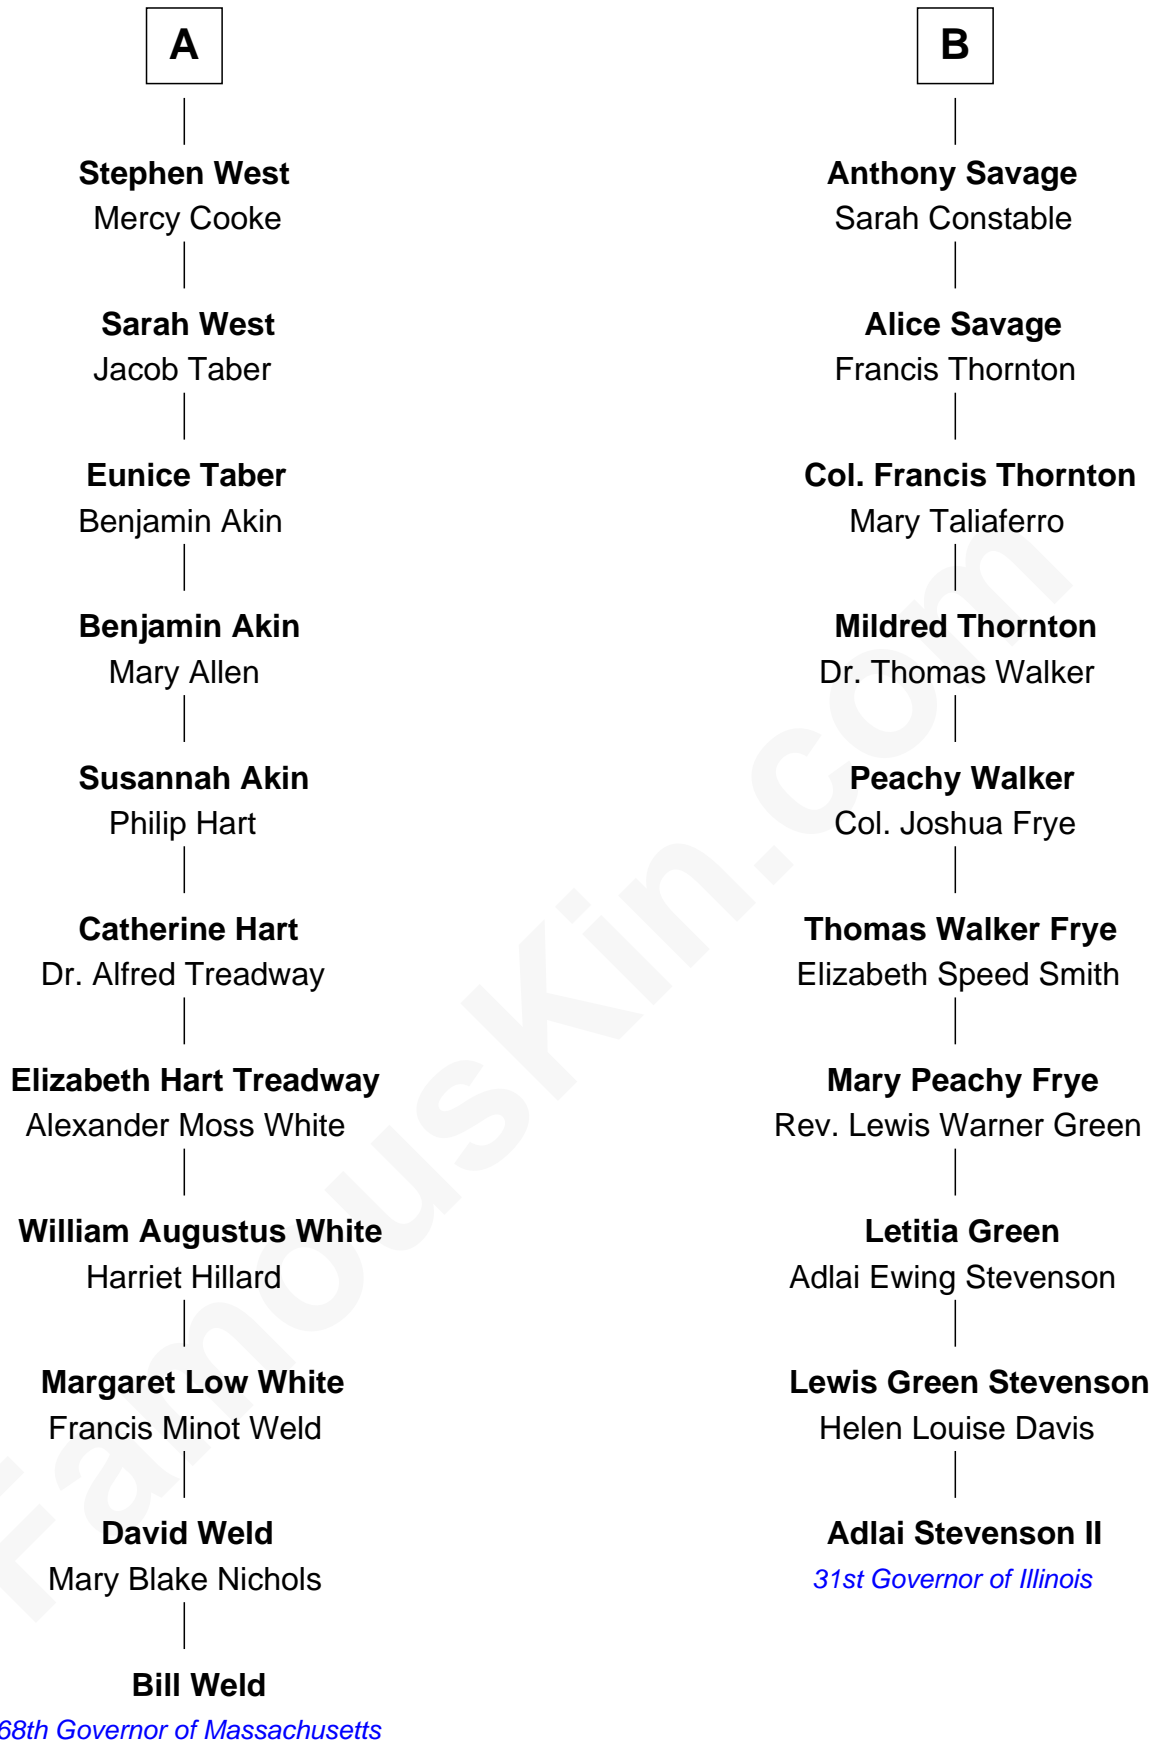 A
Stephen West
Mercy Cooke
Sarah West
Jacob Taber
Eunice Taber
Benjamin Akin
Benjamin Akin
Mary Allen
Susannah Akin
Philip Hart
Catherine Hart
Dr. Alfred Treadway
Elizabeth Hart Treadway
Alexander Moss White
William Augustus White
Harriet Hillard
Margaret Low White
Francis Minot Weld
David Weld
Mary Blake Nichols
Bill Weld
68th Governor of Massachusetts
B
Anthony Savage
Sarah Constable
Alice Savage
Francis Thornton
Col. Francis Thornton
Mary Taliaferro
Mildred Thornton
Dr. Thomas Walker
Peachy Walker
Col. Joshua Frye
Thomas Walker Frye
Elizabeth Speed Smith
Mary Peachy Frye
Rev. Lewis Warner Green
Letitia Green
Adlai Ewing Stevenson
Lewis Green Stevenson
Helen Louise Davis
Adlai Stevenson II
31st Governor of Illinois
FamousKin.com